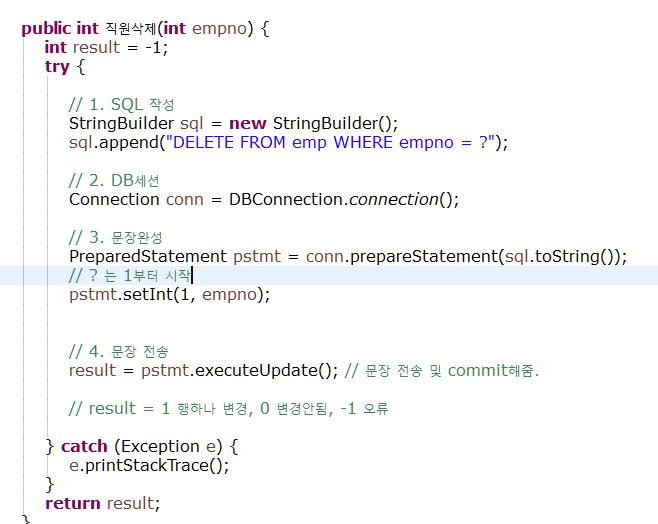 public int 직원삭제(int empno) {
int result = -1;
try {
// 1. SQL 작성
StringBuilder sql = new StringBuilder();
sql.append("DELETE FROM emp WHERE empno = ?");
// 2. DB세션
Connection conn = DBConnection.connection();
// 3. 문장완성
PreparedStatement pstmt = conn.prepareStatement(sql.toString());
// ? 는 1부터 시작
pstmt.setInt(1, empno);
// 4. 문장 전송
result = pstmt.executeUpdate(); // 문장 전송 및 commit해줌.
// result = 1 행하나 변경, 0 변경안됨, -1 오류
} catch (Exception e) {
e.printStackTrace();
}
return result;
}